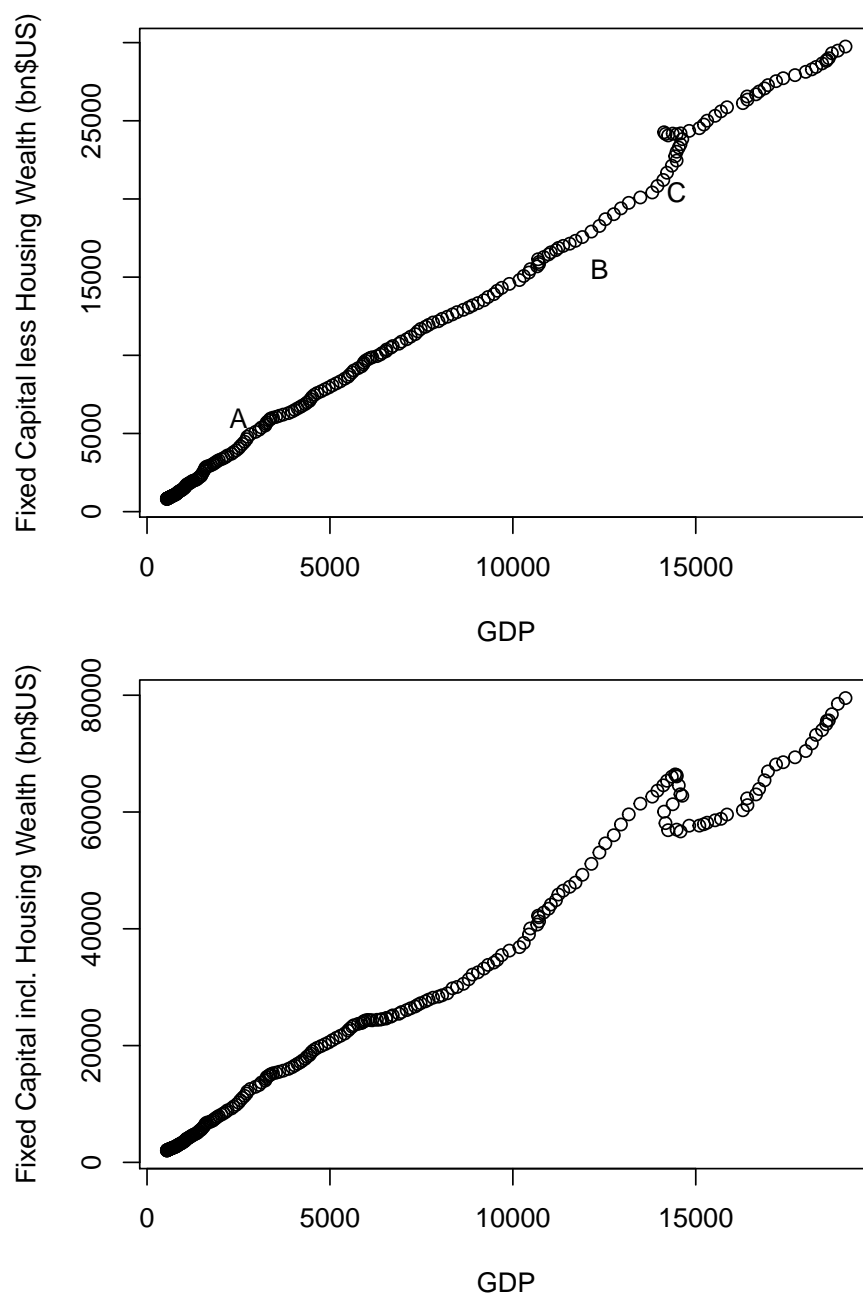 Fixed Capital less Housing Wealth (bn$US)
25000
15000
5000
0
A
B
C
0 5000 10000 15000
GDP
Fixed Capital incl. Housing Wealth (bn$US)
80000
60000
40000
20000
0
0 5000 10000 15000
GDP